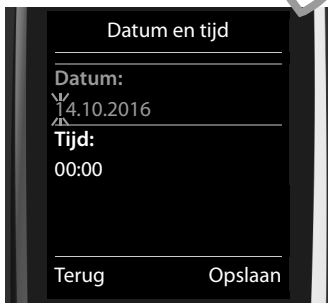 Datum en tijd
Datum:
14.10.2016
Tijd:
00:00
Terug Opslaan